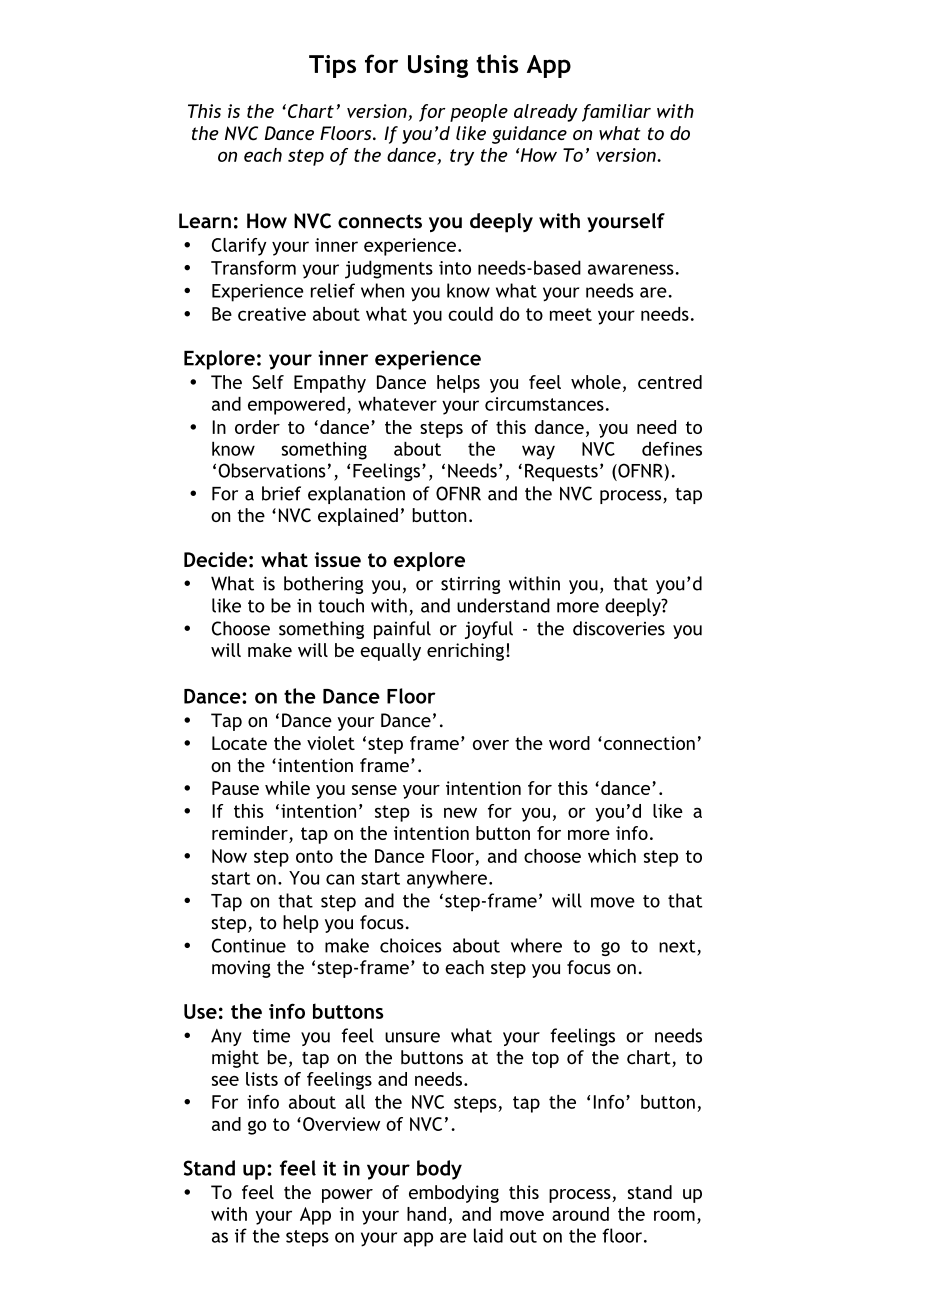 Tips for Using this App
This is the ‘Chart’ version, for people already familiar with
the NVC Dance Floors. If you’d like guidance on what to do
on each step of the dance, try the ‘How To’ version.
Learn: How NVC connects you deeply with yourself
• Clarify your inner experience.
• Transform your judgments into needs-based awareness.
• Experience relief when you know what your needs are.
• Be creative about what you could do to meet your needs.
Explore: your inner experience
• The Self Empathy Dance helps you feel whole, centred
and empowered, whatever your circumstances.
• In order to ‘dance’ the steps of this dance, you need to
know something about the way NVC defines
‘Observations’, ‘Feelings’, ‘Needs’, ‘Requests’ (OFNR).
• For a brief explanation of OFNR and the NVC process, tap
on the ‘NVC explained’ button.
Decide: what issue to explore
• What is bothering you, or stirring within you, that you’d
like to be in touch with, and understand more deeply?
• Choose something painful or joyful - the discoveries you
will make will be equally enriching!
Dance: on the Dance Floor
• Tap on ‘Dance your Dance’.
• Locate the violet ‘step frame’ over the word ‘connection’
on the ‘intention frame’.
• Pause while you sense your intention for this ‘dance’.
• If this ‘intention’ step is new for you, or you’d like a
reminder, tap on the intention button for more info.
• Now step onto the Dance Floor, and choose which step to
start on. You can start anywhere.
• Tap on that step and the ‘step-frame’ will move to that
step, to help you focus.
• Continue to make choices about where to go to next,
moving the ‘step-frame’ to each step you focus on.
Use: the info buttons
• Any time you feel unsure what your feelings or needs
might be, tap on the buttons at the top of the chart, to
see lists of feelings and needs.
• For info about all the NVC steps, tap the ‘Info’ button,
and go to ‘Overview of NVC’.
Stand up: feel it in your body
• To feel the power of embodying this process, stand up
with your App in your hand, and move around the room,
as if the steps on your app are laid out on the floor.